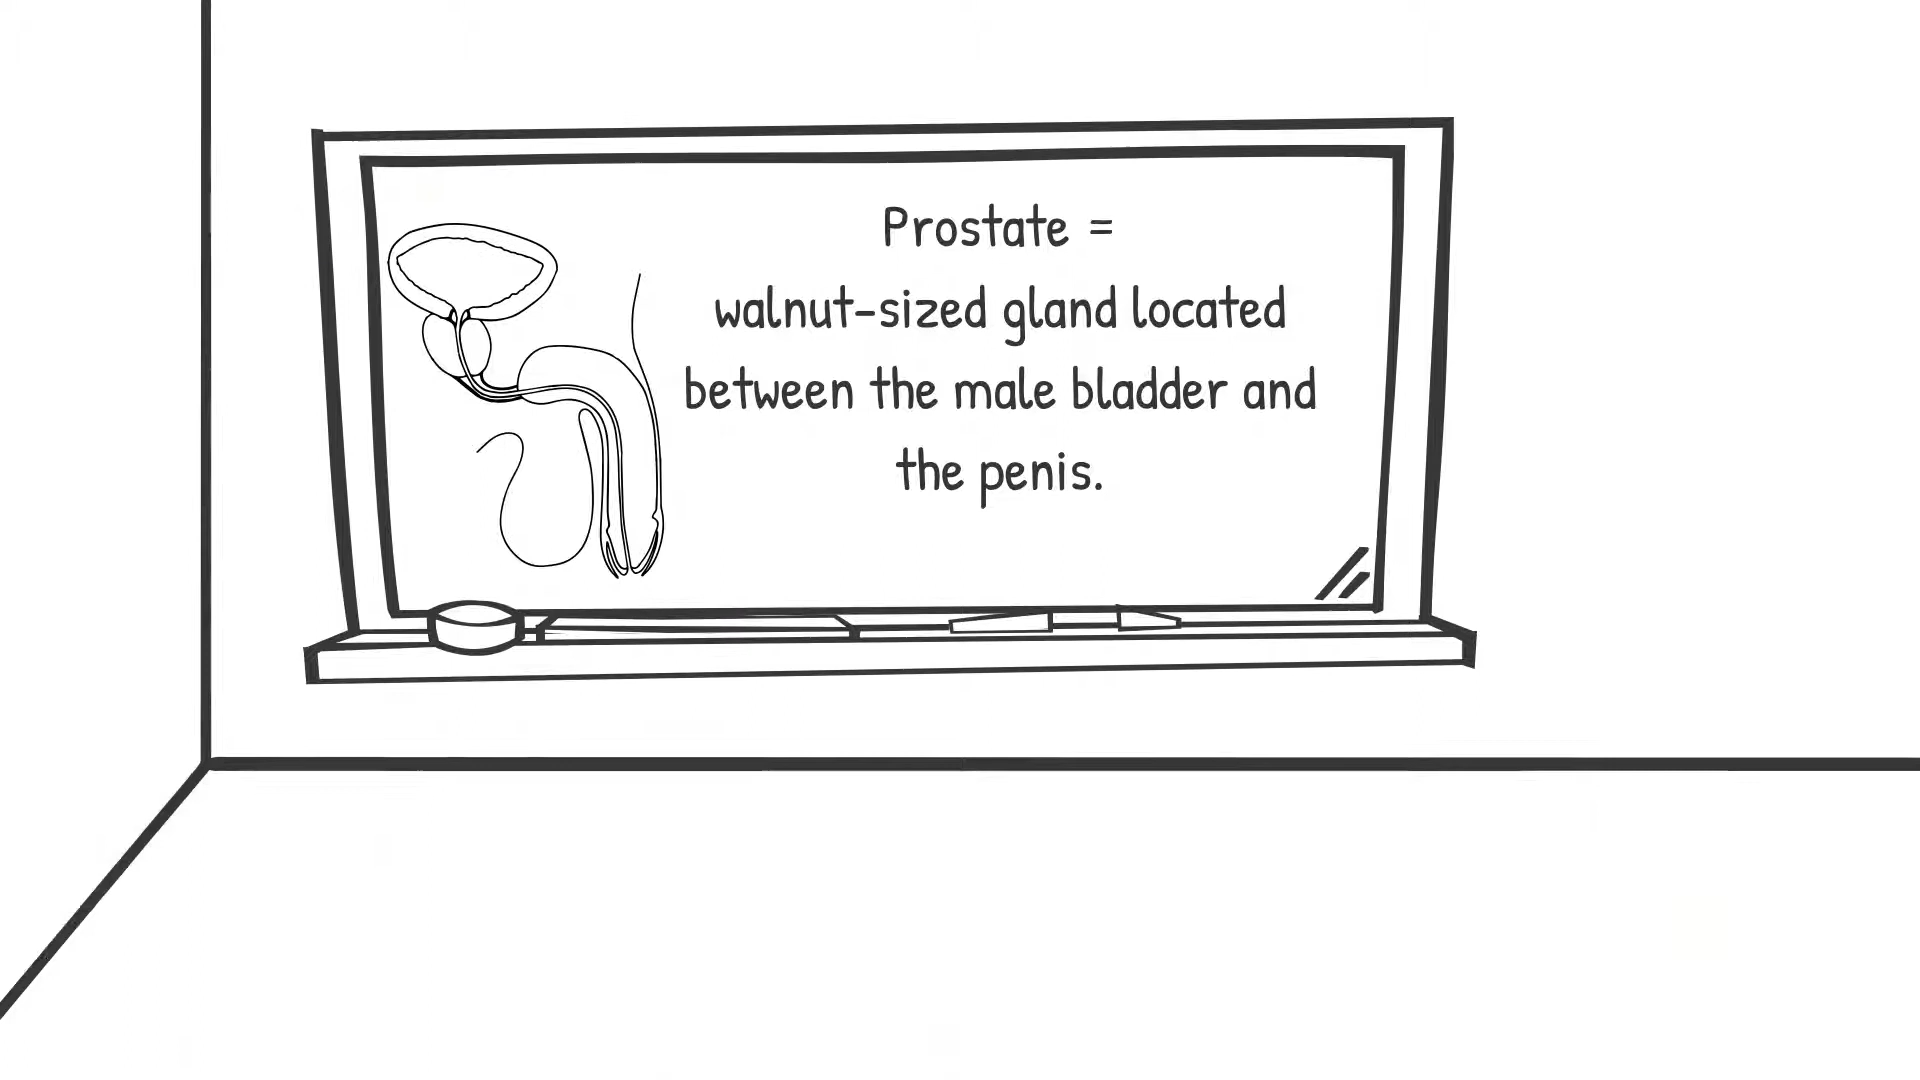 Prostate =
walnut-sized gland located
between the male bladder and
the penis.